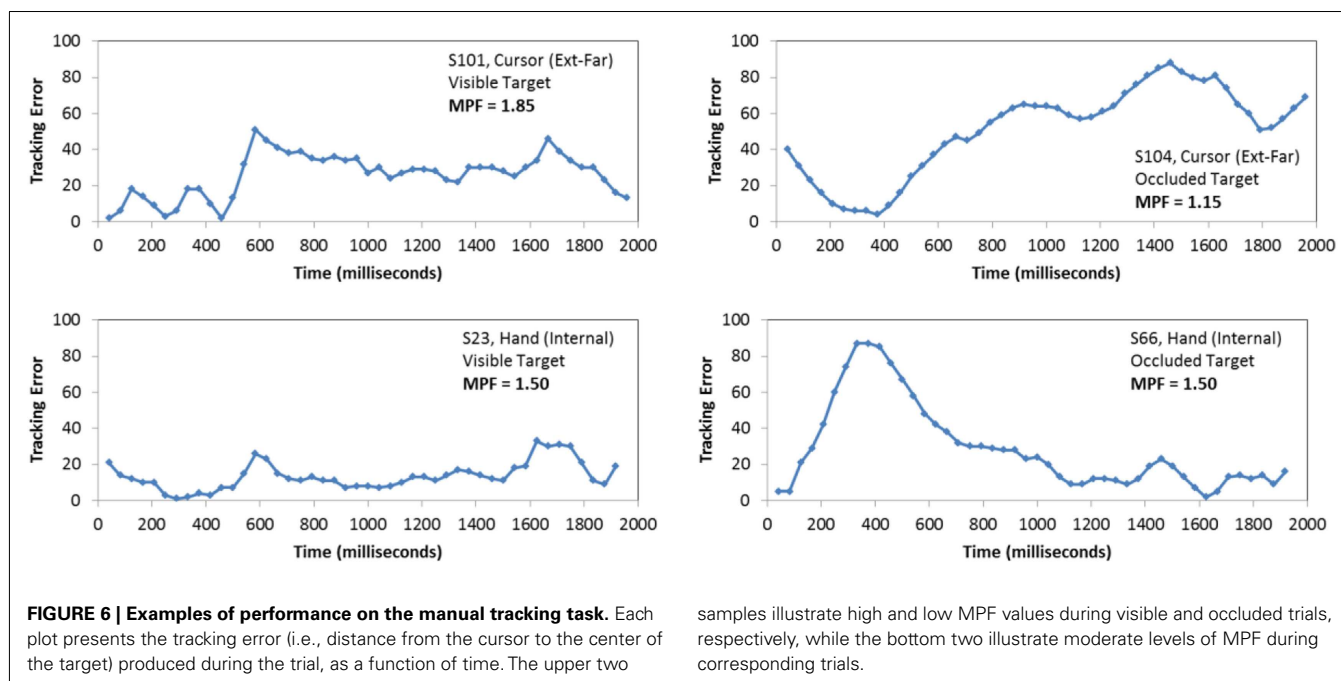 100
80
60
40
20
0
Tracking Error
S101, Cursor (Ext-Far)
Visible Target
MPF = 1.85
0 200 400 600 800 1000 1200 1400 1600 1800 2000
Time (milliseconds)
100
80
60
40
20
0
Tracking Error
S104, Cursor (Ext-Far)
Occluded Target
MPF = 1.15
0 200 400 600 800 1000 1200 1400 1600 1800 2000
Time (milliseconds)
100
80
60
40
20
0
Tracking Error
S23, Hand (Internal)
Visible Target
MPF = 1.50
0 200 400 600 800 1000 1200 1400 1600 1800 2000
Time (milliseconds)
100
80
60
40
20
0
Tracking Error
S66, Hand (Internal)
Occluded Target
MPF = 1.50
0 200 400 600 800 1000 1200 1400 1600 1800 2000
Time (milliseconds)
FIGURE 6 | Examples of performance on the manual tracking task. Each
plot presents the tracking error (i.e., distance from the cursor to the center of
the target) produced during the trial, as a function of time. The upper two
samples illustrate high and low MPF values during visible and occluded trials,
respectively, while the bottom two illustrate moderate levels of MPF during
corresponding trials.